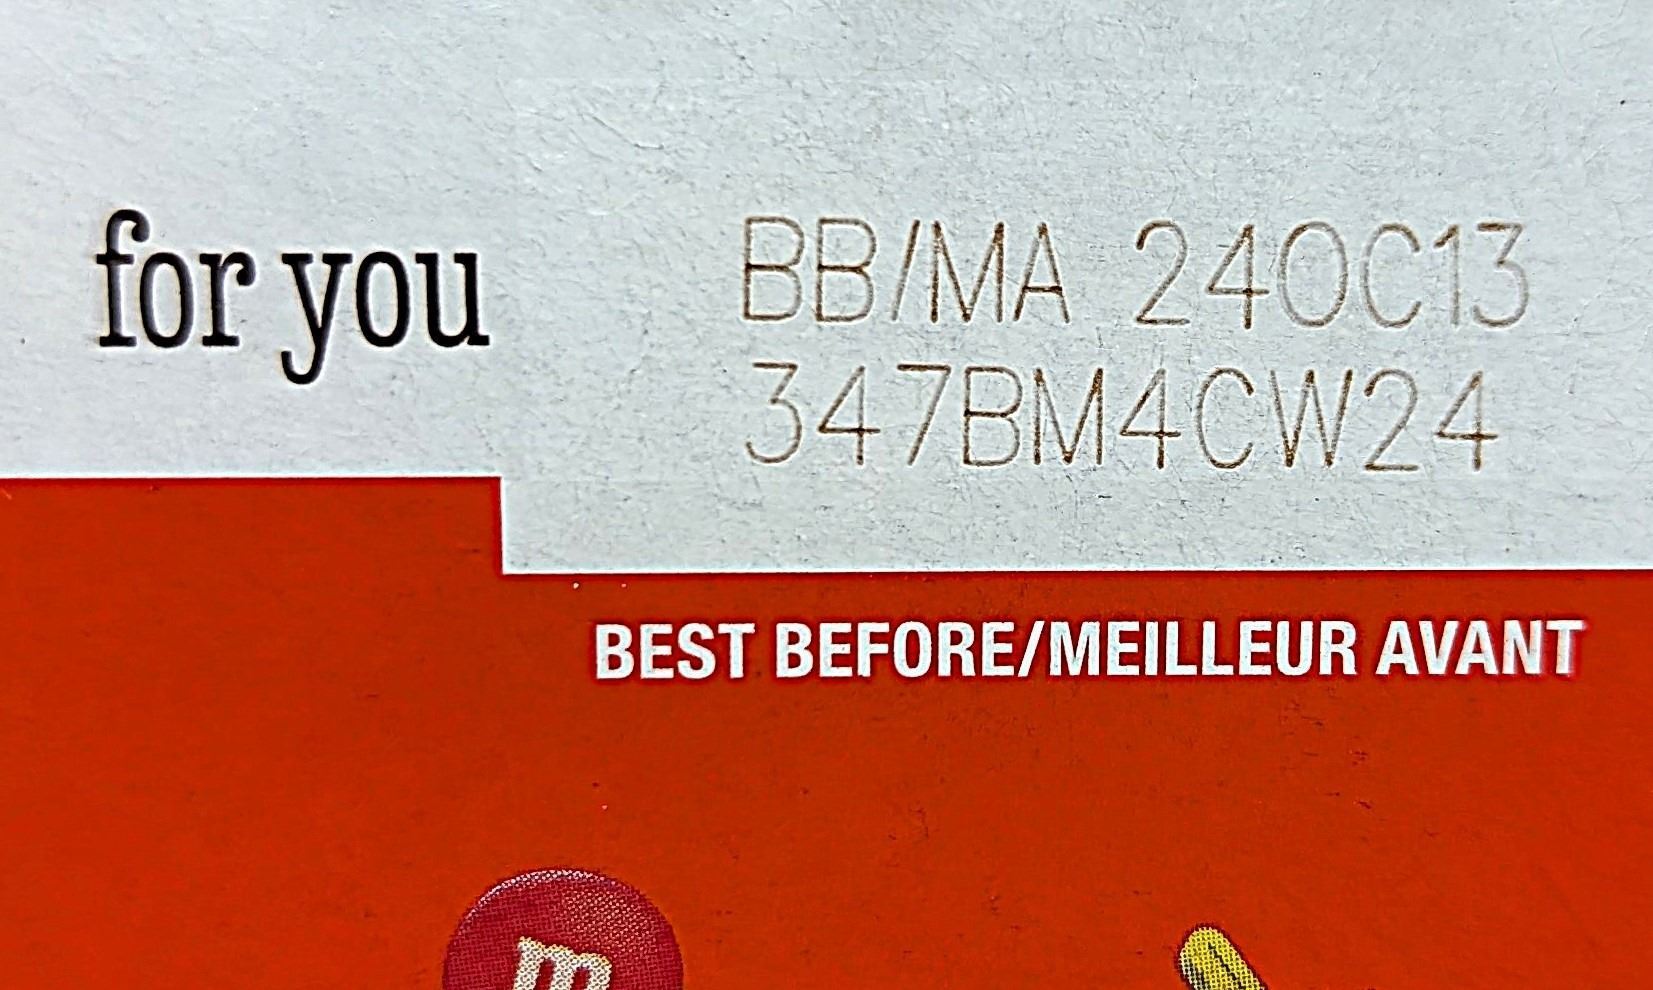 for you
BB/MA 24OC13
347BM4CW24
BEST BEFORE/MEILLEUR AVANT
m